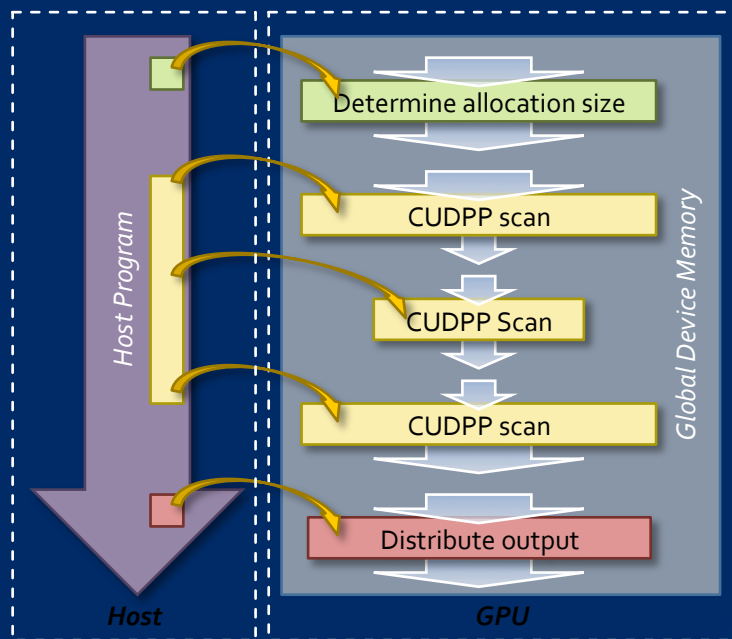 Determine allocation size
CUDPP scan
Host Program
CUDPP Scan
Global Device Memory
CUDPP scan
Distribute output
Host
GPU